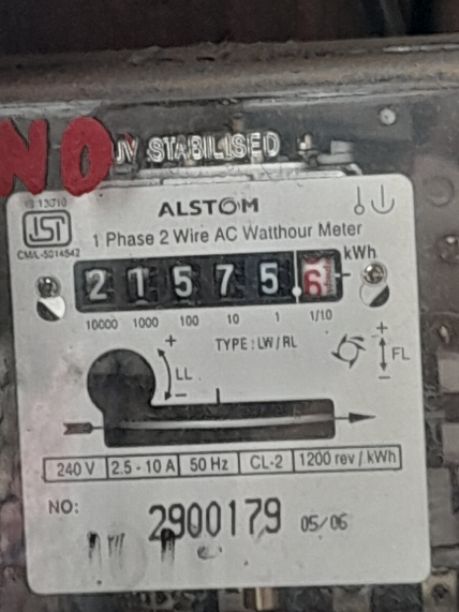 NO
UV STABILISED
IS 13010
ISI
CM/L-5014542
ALSTOM
1 Phase 2 Wire AC Watthour Meter
kWh
2 1 5 7 5 6
10000 1000 100 10 1 1/10
TYPE : LW/RL
+
LL
-
+
FL
-
240 V 2.5 - 10 A 50 Hz CL-2 1200 rev / kWh
NO:
2900179 05/06